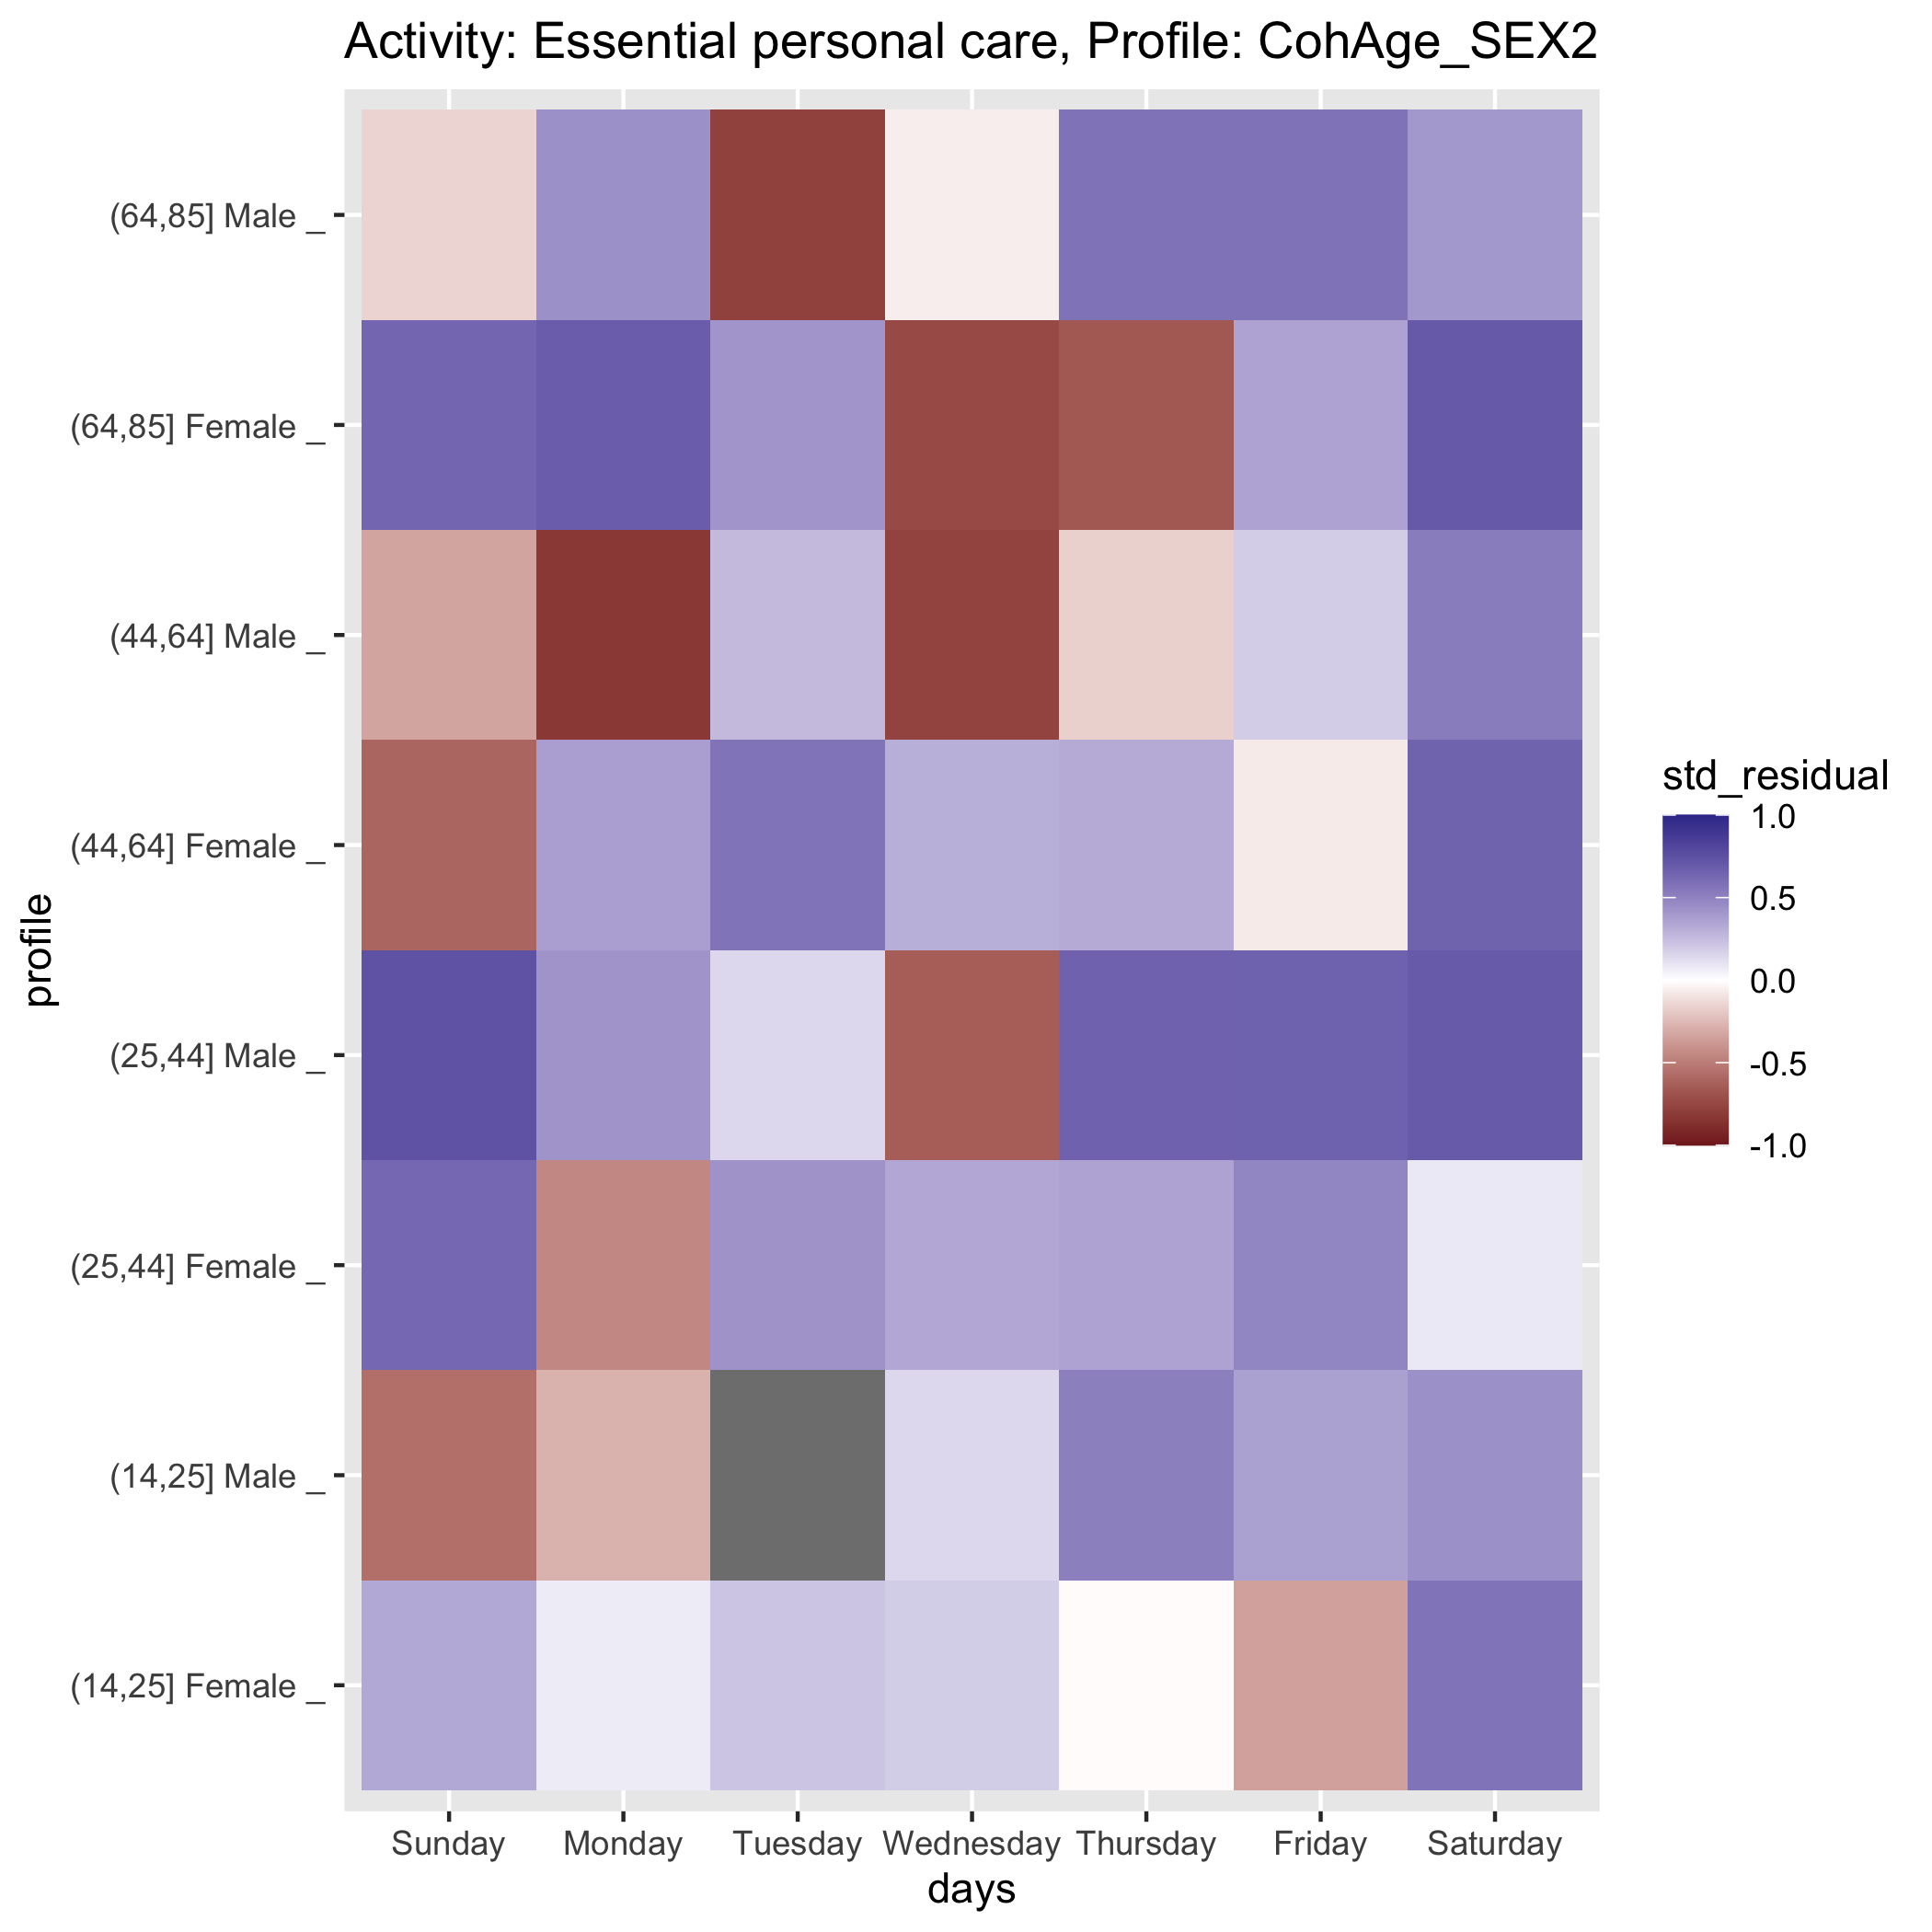 Activity: Essential personal care, Profile: CohAge_SEX2
profile
(64,85] Male _
(64,85] Female _
(44,64] Male _
(44,64] Female _
(25,44] Male _
(25,44] Female _
(14,25] Male _
(14,25] Female _
Sunday Monday Tuesday Wednesday Thursday Friday Saturday
days
std_residual
1.0
0.5
0.0
-0.5
-1.0